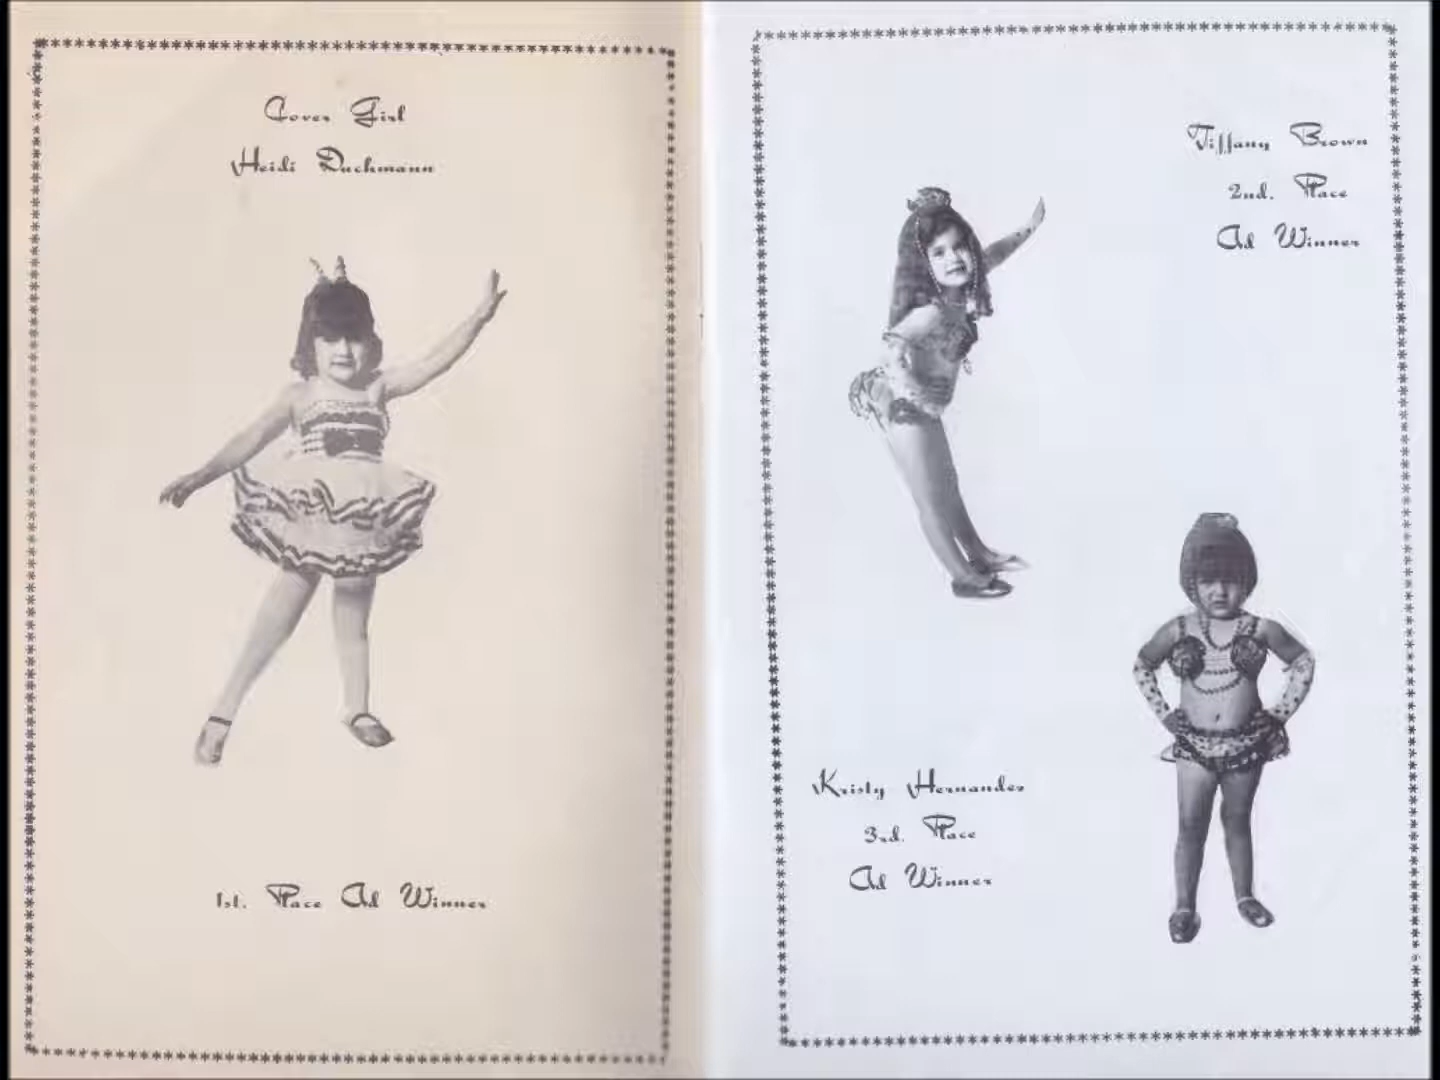 Cover Girl
Heidi Duchmann
1st. Place Ad Winner
Tiffany Brown
2nd. Place
Ad Winner
Kristy Hernandez
3rd. Place
Ad Winner